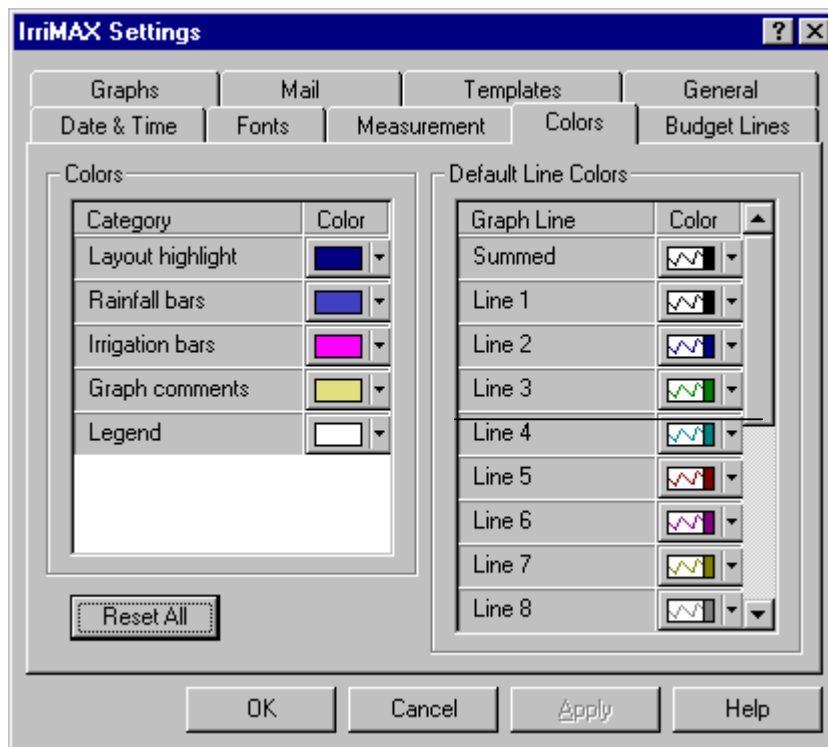 IrriMAX Settings
Graphs Mail Templates General
Date & Time Fonts Measurement Colors Budget Lines
Colors
Category Color
Layout highlight
Rainfall bars
Irrigation bars
Graph comments
Legend
Reset All
Default Line Colors
Graph Line Color
Summed
Line 1
Line 2
Line 3
Line 4
Line 5
Line 6
Line 7
Line 8
OK Cancel Apply Help